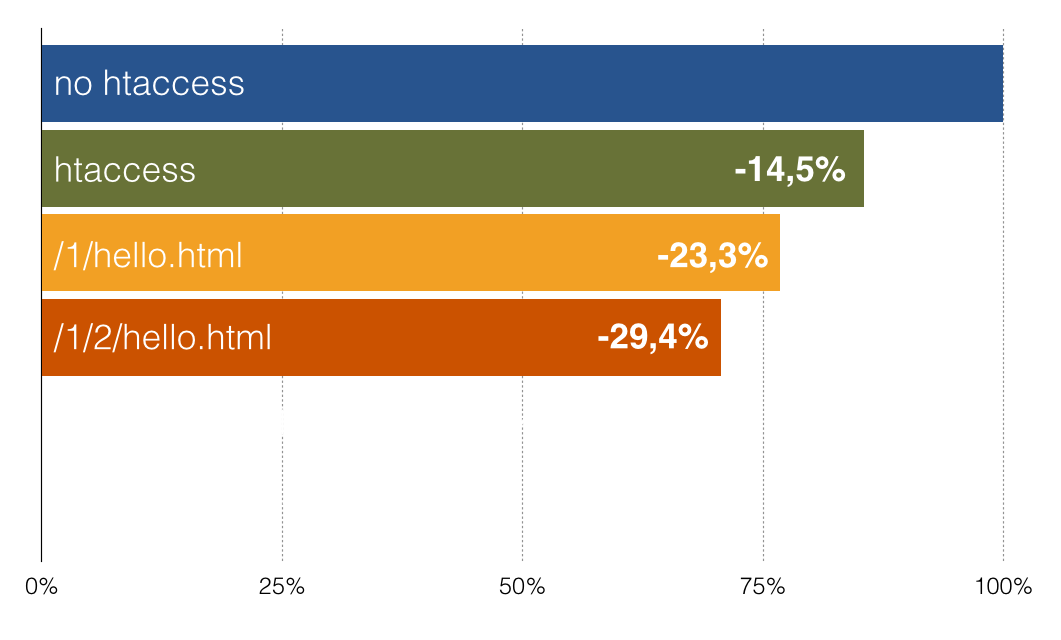 no htaccess
htaccess -14,5%
/1/hello.html -23,3%
/1/2/hello.html -29,4%
0% 25% 50% 75% 100%